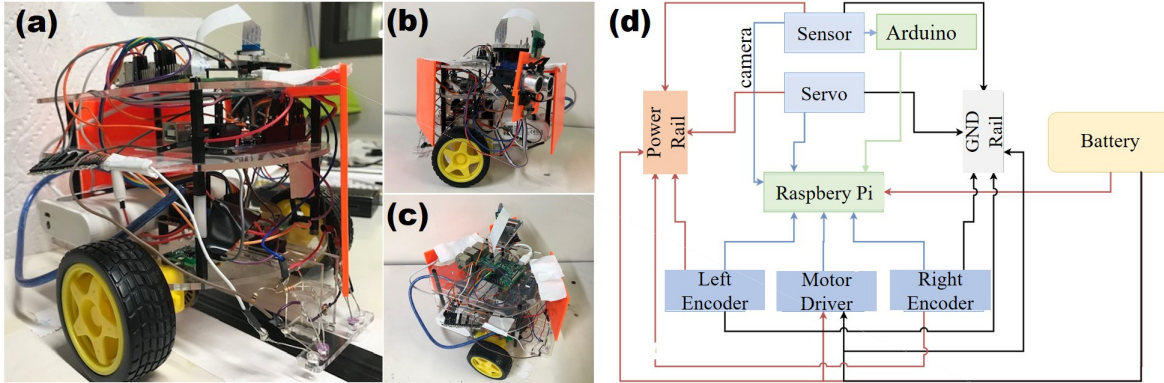 (a)
(b)
(c)
(d)
Sensor
Arduino
camera
Servo
Power
Rail
GND
Rail
Battery
Raspbery Pi
Left
Encoder
Motor
Driver
Right
Encoder